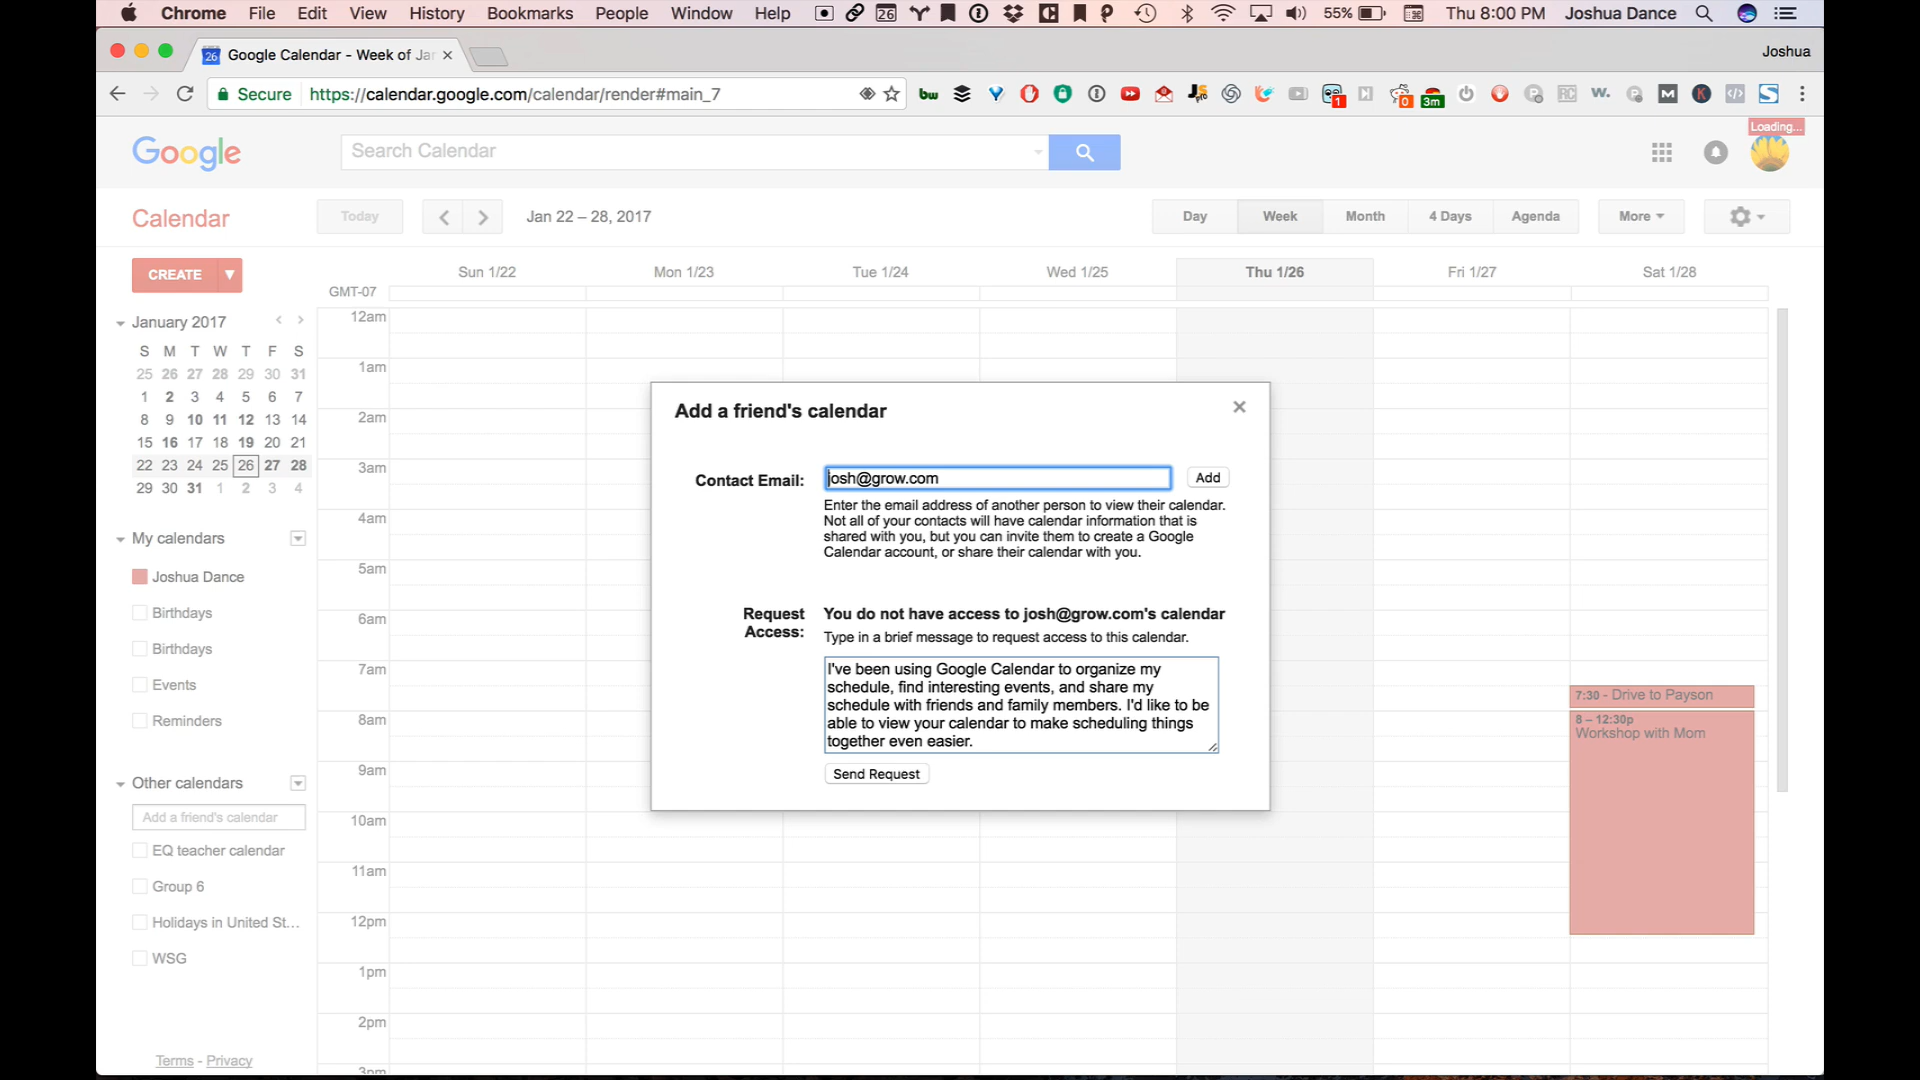 Chrome File Edit View History Bookmarks People Window Help 26 55% Thu 8:00 PM Joshua Dance
26 Google Calendar - Week of Jan
Joshua
Secure https://calendar.google.com/calendar/render#main_7 bw 1 0 3m RC W. M K S
Loading...
Google Search Calendar
Calendar Today Jan 22 – 28, 2017 Day Week Month 4 Days Agenda More
CREATE
Sun 1/22 Mon 1/23 Tue 1/24 Wed 1/25 Thu 1/26 Fri 1/27 Sat 1/28
GMT-07
January 2017
S M T W T F S
25 26 27 28 29 30 31
1 2 3 4 5 6 7
8 9 10 11 12 13 14
15 16 17 18 19 20 21
22 23 24 25 26 27 28
29 30 31 1 2 3 4
My calendars
Joshua Dance
Birthdays
Birthdays
Events
Reminders
Other calendars
Add a friend's calendar
EQ teacher calendar
Group 6
Holidays in United St...
WSG
Terms - Privacy
12am
1am
2am
3am
4am
5am
6am
7am
8am
9am
10am
11am
12pm
1pm
2pm
3pm
Add a friend's calendar
Contact Email: josh@grow.com Add
Enter the email address of another person to view their calendar.
Not all of your contacts will have calendar information that is
shared with you, but you can invite them to create a Google
Calendar account, or share their calendar with you.
Request
Access:
You do not have access to josh@grow.com's calendar
Type in a brief message to request access to this calendar.
I've been using Google Calendar to organize my
schedule, find interesting events, and share my
schedule with friends and family members. I'd like to be
able to view your calendar to make scheduling things
together even easier.
Send Request
7:30 - Drive to Payson
8 – 12:30p
Workshop with Mom